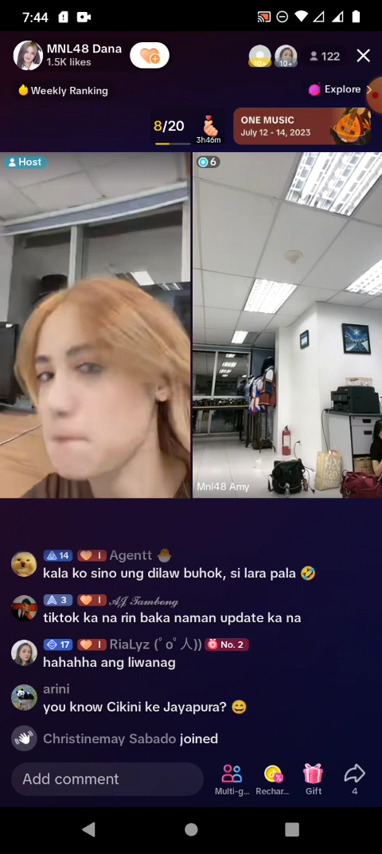 7:44
MNL48 Dana
1.5K likes
10+
10+
122
Weekly Ranking
Explore
8/20
3h46m
ONE MUSIC
July 12 - 14, 2023
Host
6
Mnl48 Amy
14 I Agentt
kala ko sino ung dilaw buhok, si lara pala 🤣
3 I 𝒜𝒥 𝒯𝒶𝓂𝒷𝑜𝓃𝑔
tiktok ka na rin baka naman update ka na
17 I RiaLyz (ﾟoﾟ人)) No. 2
hahahha ang liwanag
arini
you know Cikini ke Jayapura? 😄
Christinemay Sabado joined
Add comment
Multi-g...
Rechar...
Gift
4